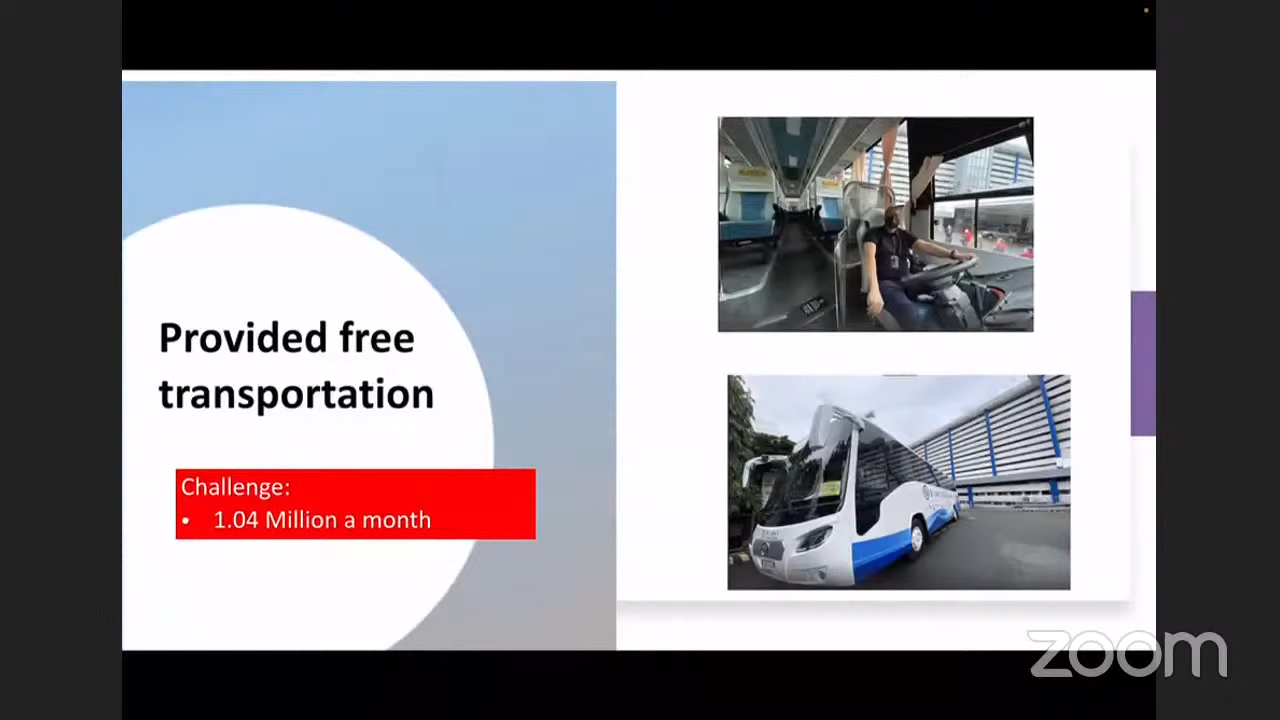 Provided free
transportation
Challenge:
• 1.04 Million a month
zoom